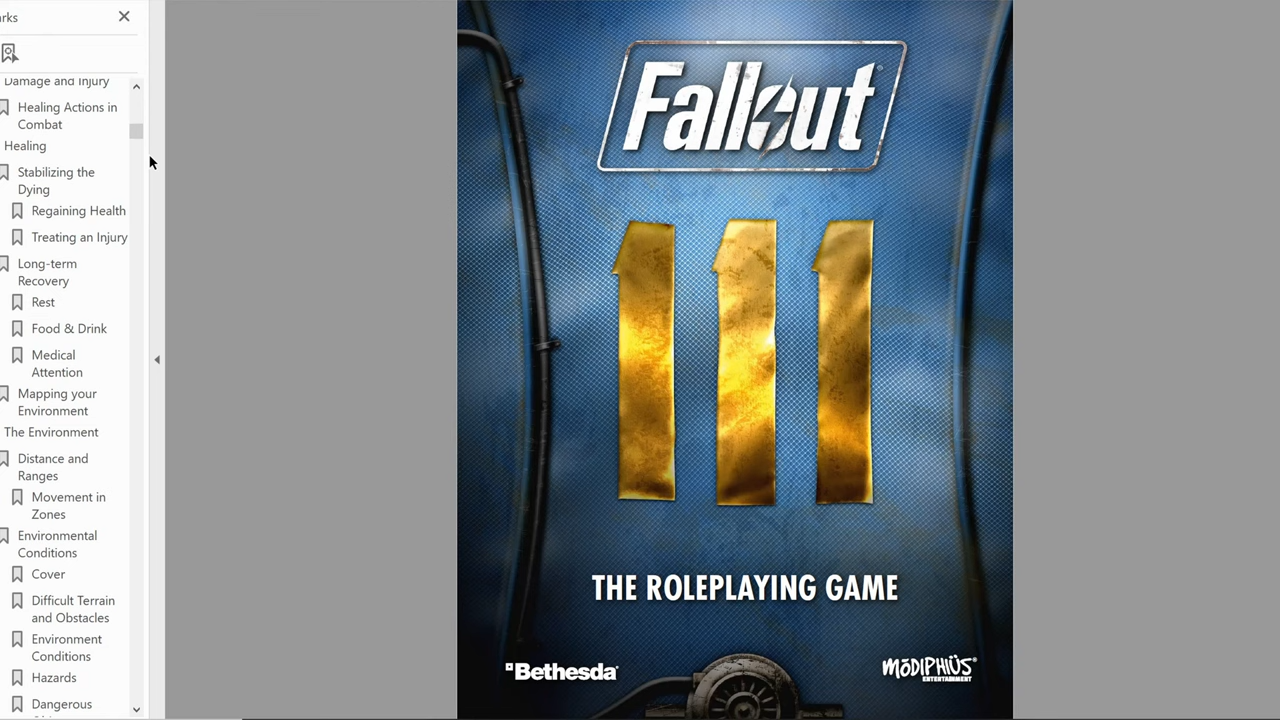 rks
Damage and Injury
Healing Actions in
Combat
Healing
Stabilizing the
Dying
Regaining Health
Treating an Injury
Long-term
Recovery
Rest
Food & Drink
Medical
Attention
Mapping your
Environment
The Environment
Distance and
Ranges
Movement in
Zones
Environmental
Conditions
Cover
Difficult Terrain
and Obstacles
Environment
Conditions
Hazards
Dangerous
Fallout®
111
THE ROLEPLAYING GAME
Bethesda®
MŌDIPHIÜS®
ENTERTAINMENT